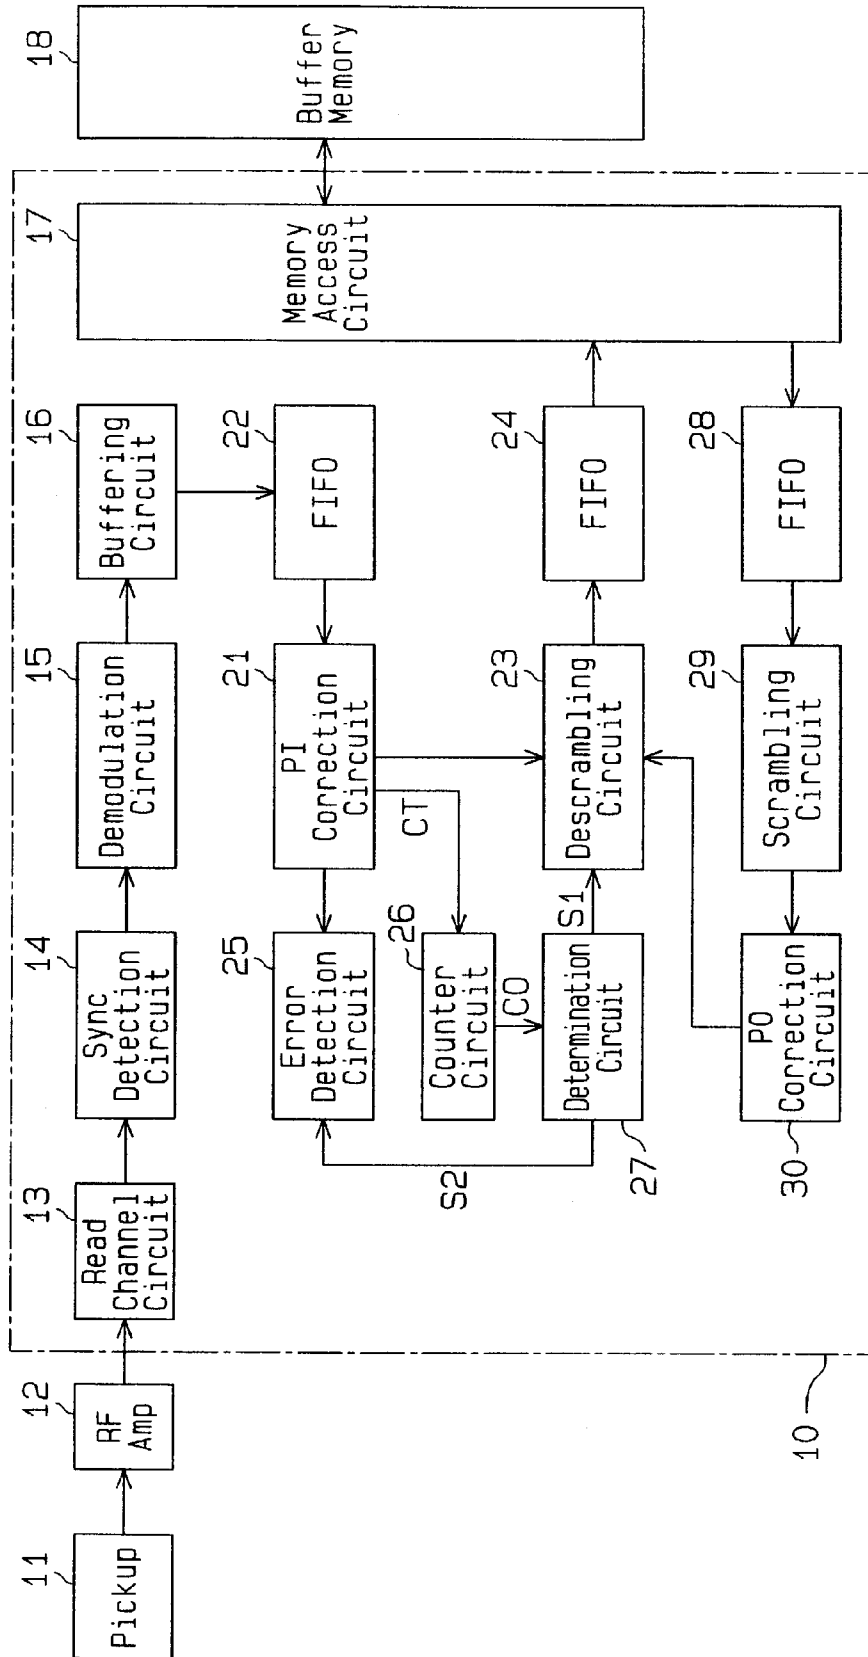 11
Pickup
12
RF
Amp
13
Read
Channel
Circuit
14
Sync
Detection
Circuit
15
Demodulation
Circuit
16
Buffering
Circuit
17
Memory
Access
Circuit
18
Buffer
Memory
25
Error
Detection
Circuit
21
PI
Correction
Circuit
22
FIFO
CT
26
Counter
Circuit
CO
S2
27
Determination
Circuit
S1
23
Descrambling
Circuit
24
FIFO
30
PO
Correction
Circuit
29
Scrambling
Circuit
28
FIFO
10